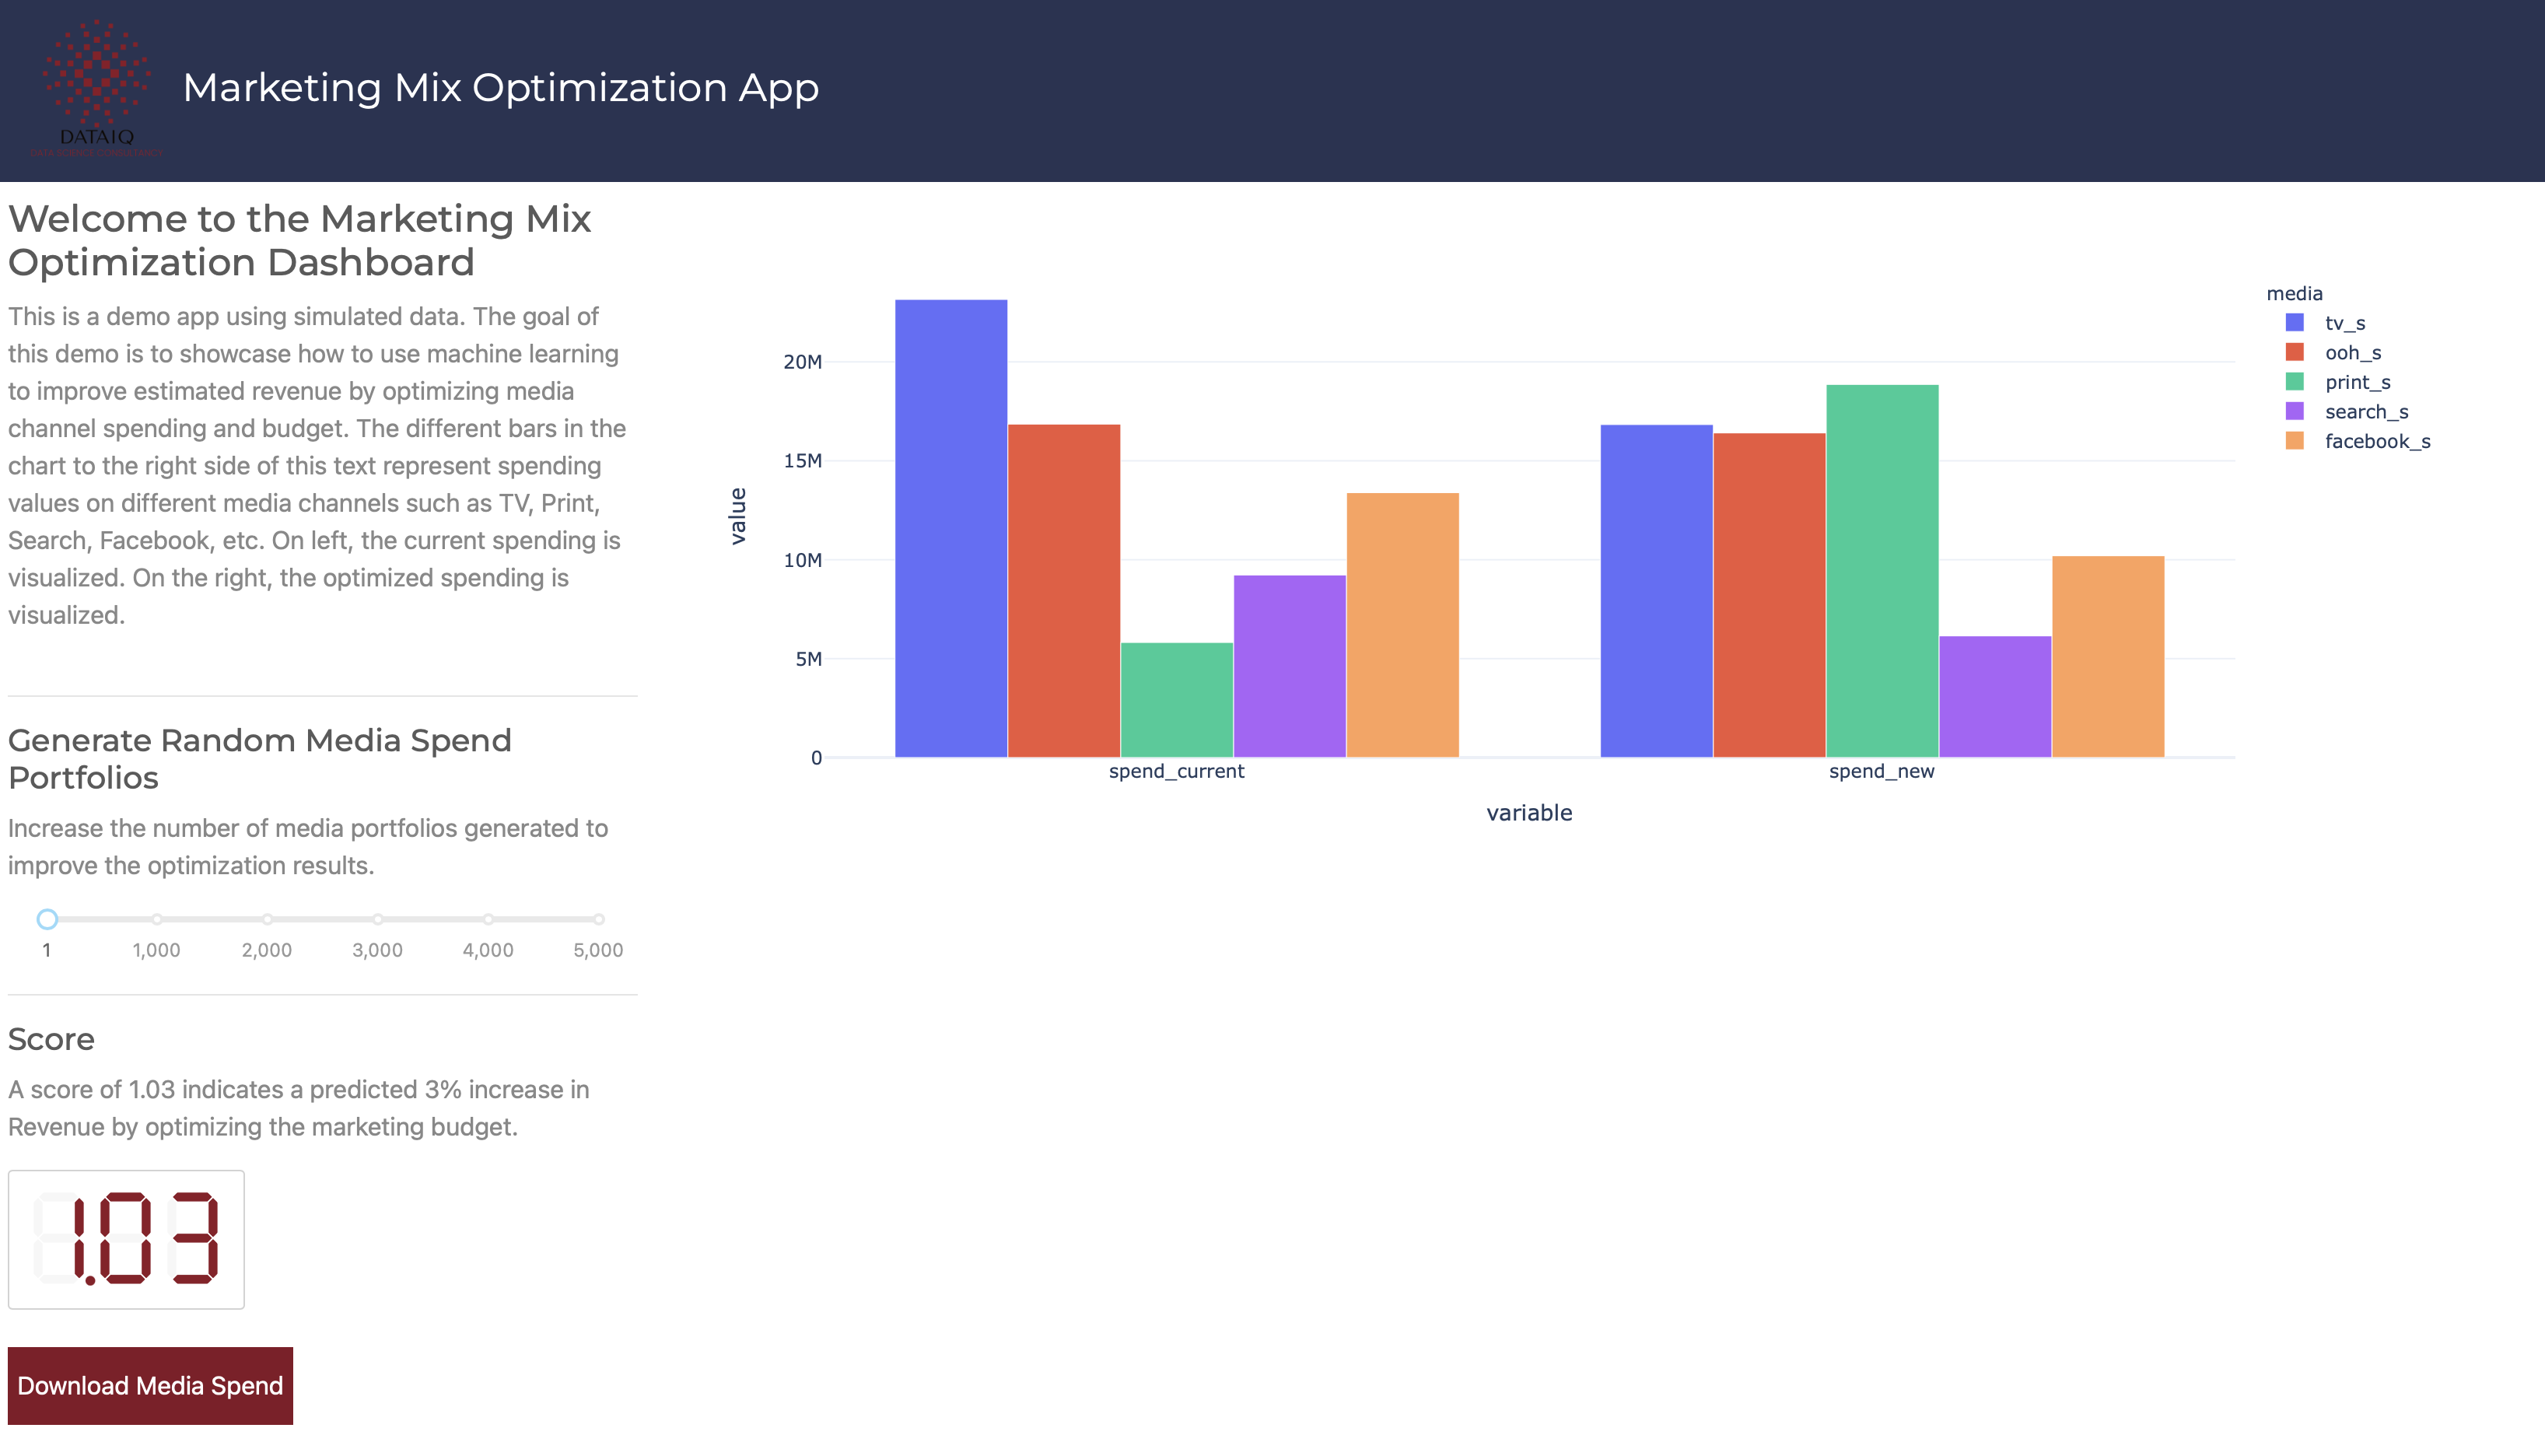 DATAIQ
DATA SCIENCE CONSULTANCY
Marketing Mix Optimization App
Welcome to the Marketing Mix
Optimization Dashboard
This is a demo app using simulated data. The goal of
this demo is to showcase how to use machine learning
to improve estimated revenue by optimizing media
channel spending and budget. The different bars in the
chart to the right side of this text represent spending
values on different media channels such as TV, Print,
Search, Facebook, etc. On left, the current spending is
visualized. On the right, the optimized spending is
visualized.
Generate Random Media Spend
Portfolios
Increase the number of media portfolios generated to
improve the optimization results.
1 1,000 2,000 3,000 4,000 5,000
Score
A score of 1.03 indicates a predicted 3% increase in
Revenue by optimizing the marketing budget.
1.03
Download Media Spend
value
20M
15M
10M
5M
0
spend_current spend_new
variable
media
tv_s
ooh_s
print_s
search_s
facebook_s